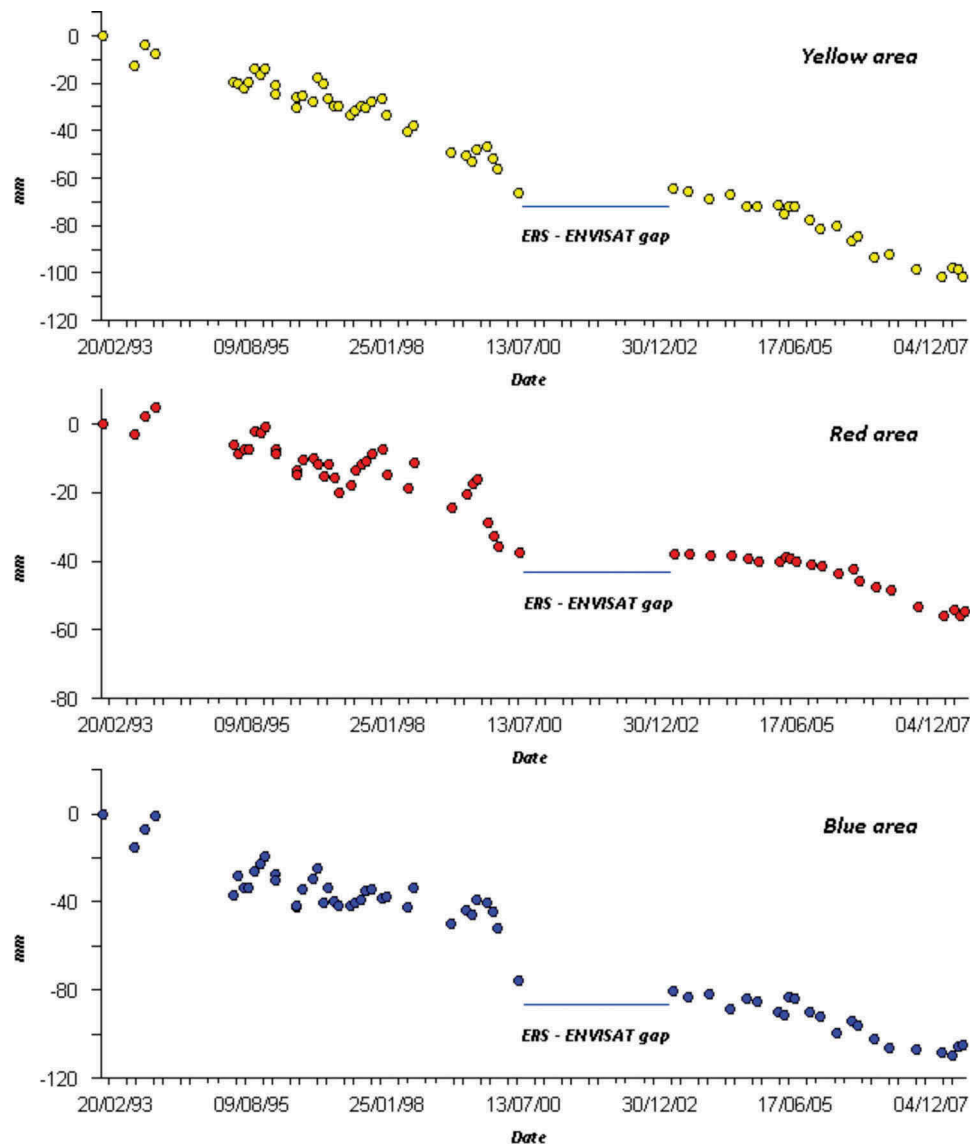 Yellow area
0
-20
-40
-60
-80
-100
-120
mm
ERS - ENVISAT gap
20/02/93 09/08/95 25/01/98 13/07/00 30/12/02 17/06/05 04/12/07
Date
Red area
0
-20
-40
-60
-80
mm
ERS - ENVISAT gap
20/02/93 09/08/95 25/01/98 13/07/00 30/12/02 17/06/05 04/12/07
Date
Blue area
0
-40
-80
-120
mm
ERS - ENVISAT gap
20/02/93 09/08/95 25/01/98 13/07/00 30/12/02 17/06/05 04/12/07
Date